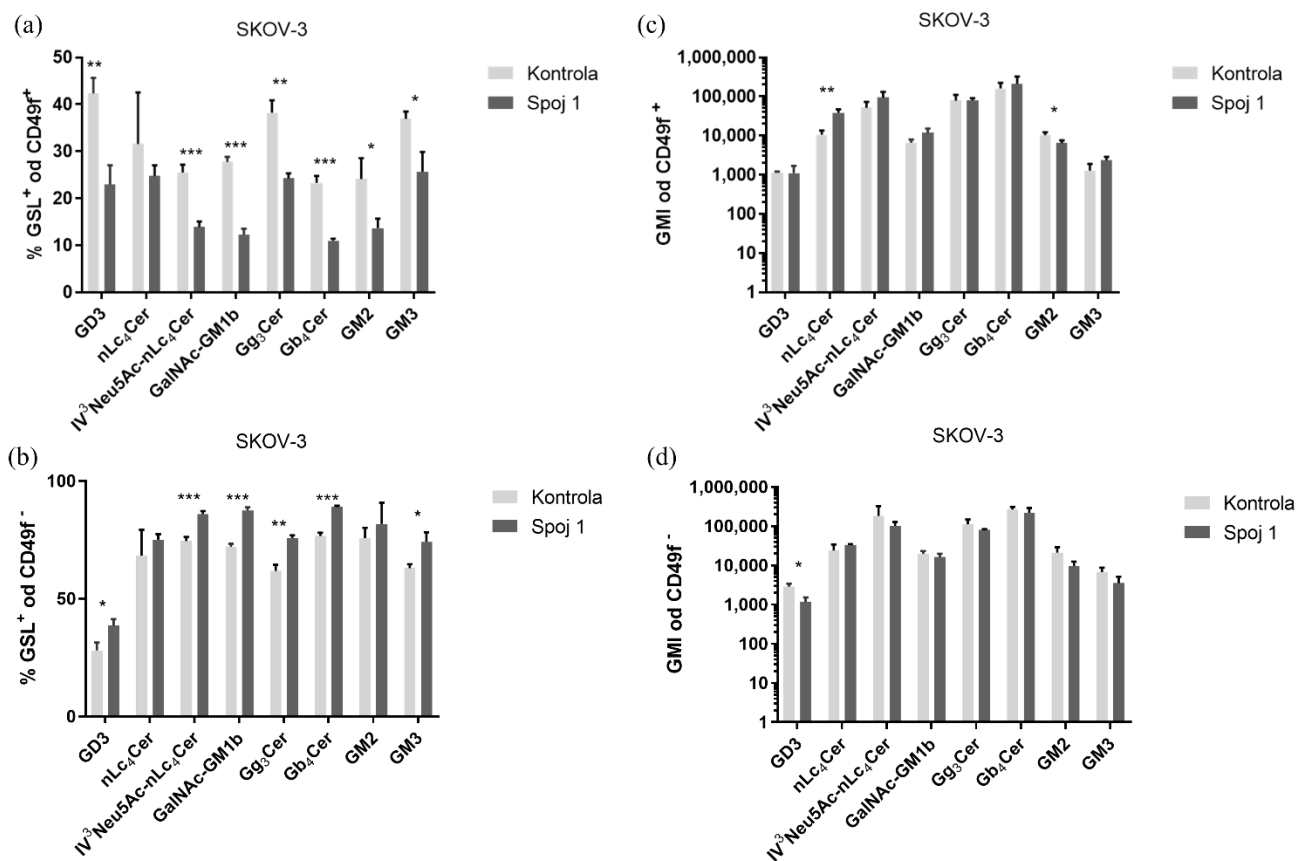 (a)
SKOV-3
% GSL⁺ od CD49f⁺
50
40
30
20
10
0
** *** *** ** *** * *
GD3
nLc₄Cer
IV³Neu5Ac-nLc₄Cer
GalNAc-GM1b
Gg₃Cer
Gb₄Cer
GM2
GM3
Kontrola
Spoj 1
(c)
SKOV-3
GMI od CD49f⁺
1,000,000
100,000
10,000
1,000
100
10
1
** *
GD3
nLc₄Cer
IV³Neu5Ac-nLc₄Cer
GalNAc-GM1b
Gg₃Cer
Gb₄Cer
GM2
GM3
Kontrola
Spoj 1
(b)
SKOV-3
% GSL⁺ od CD49f⁻
100
50
0
* *** *** ** *** *
GD3
nLc₄Cer
IV³Neu5Ac-nLc₄Cer
GalNAc-GM1b
Gg₃Cer
Gb₄Cer
GM2
GM3
Kontrola
Spoj 1
(d)
SKOV-3
GMI od CD49f⁻
1,000,000
100,000
10,000
1,000
100
10
1
*
GD3
nLc₄Cer
IV³Neu5Ac-nLc₄Cer
GalNAc-GM1b
Gg₃Cer
Gb₄Cer
GM2
GM3
Kontrola
Spoj 1